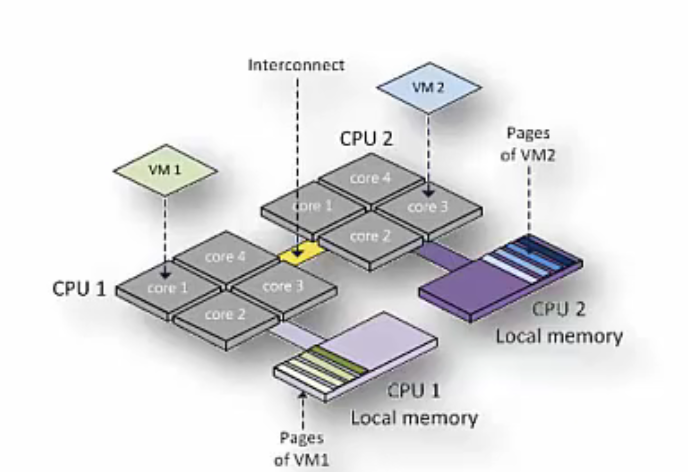 Interconnect
VM 2
CPU 2
Pages
of VM2
VM 1
core 4
core 1
core 3
core 2
core 4
CPU 1
core 1
core 3
core 2
CPU 2
Local memory
CPU 1
Local memory
Pages
of VM1